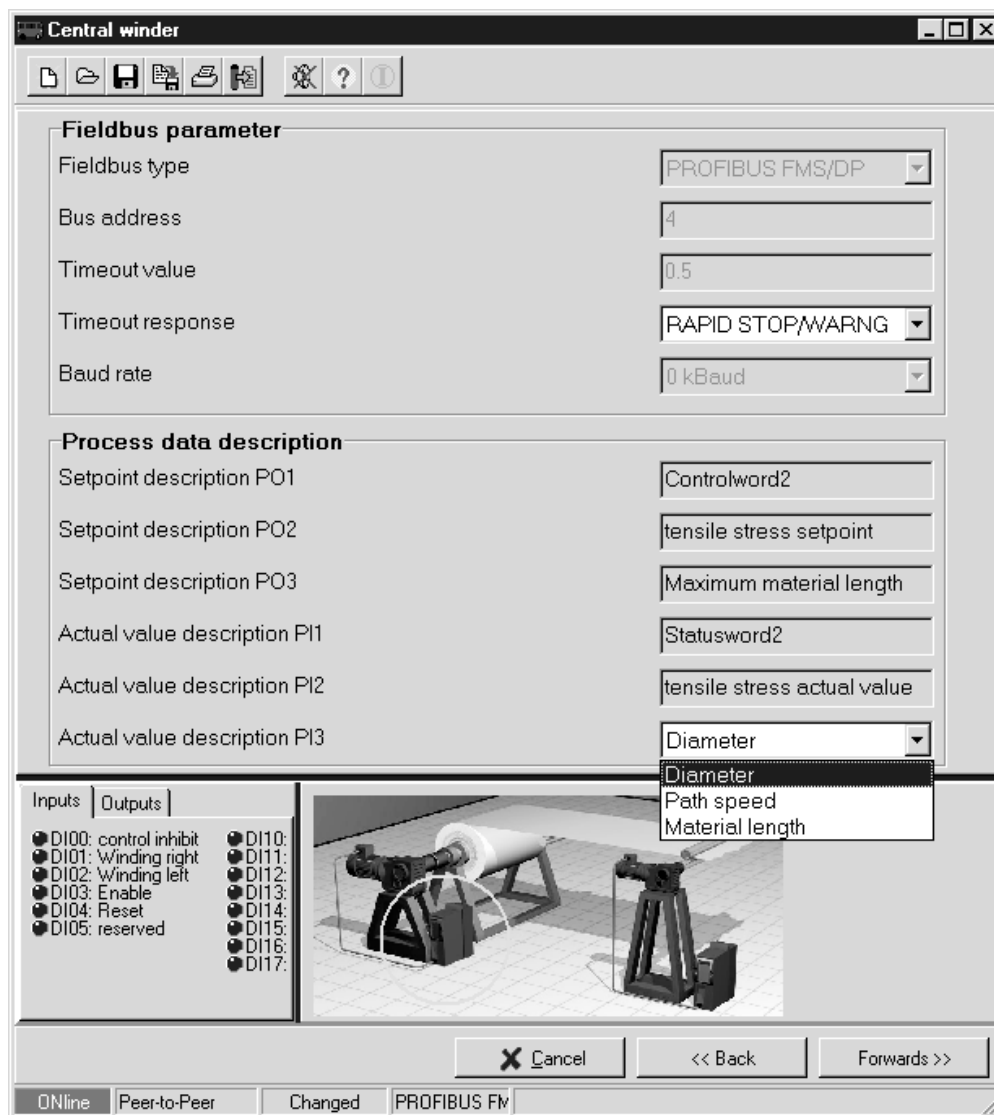 Central winder
Fieldbus parameter
Fieldbus type PROFIBUS FMS/DP
Bus address 4
Timeout value 0.5
Timeout response RAPID STOP/WARNG
Baud rate 0 kBaud
Process data description
Setpoint description PO1 Controlword2
Setpoint description PO2 tensile stress setpoint
Setpoint description PO3 Maximum material length
Actual value description PI1 Statusword2
Actual value description PI2 tensile stress actual value
Actual value description PI3 Diameter
Diameter
Path speed
Material length
Inputs Outputs
DI00: control inhibit DI10:
DI01: Winding right DI11:
DI02: Winding left DI12:
DI03: Enable DI13:
DI04: Reset DI14:
DI05: reserved DI15:
DI16:
DI17:
Cancel << Back Forwards >>
ONline Peer-to-Peer Changed PROFIBUS FM